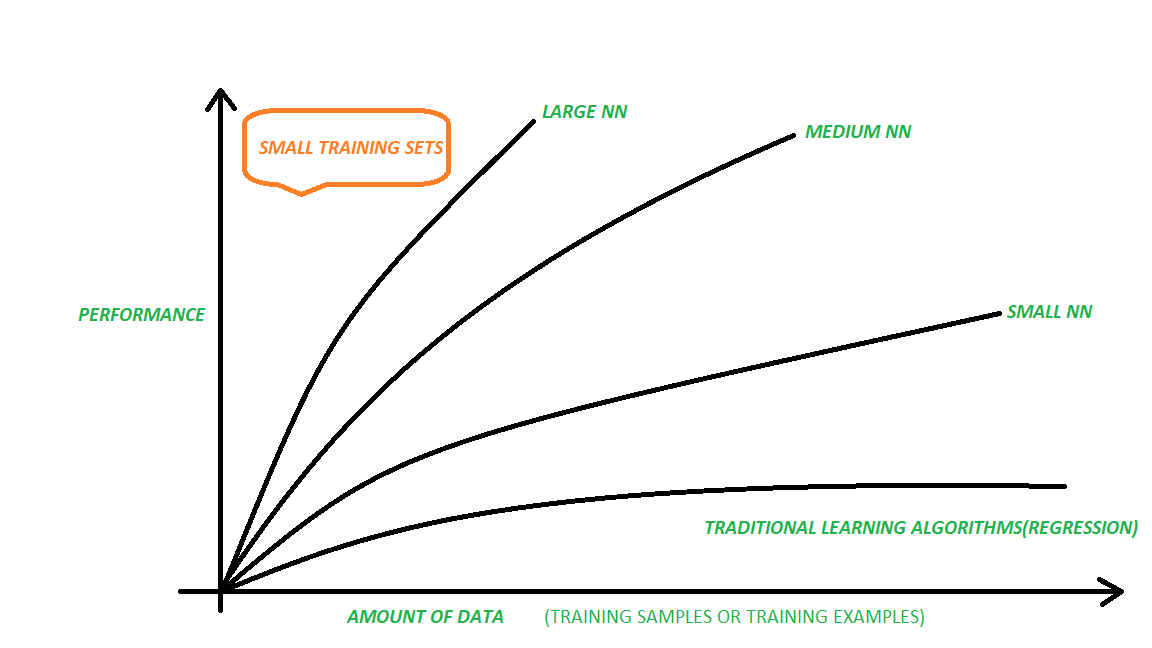 LARGE NN
MEDIUM NN
SMALL TRAINING SETS
SMALL NN
PERFORMANCE
TRADITIONAL LEARNING ALGORITHMS(REGRESSION)
AMOUNT OF DATA (TRAINING SAMPLES OR TRAINING EXAMPLES)